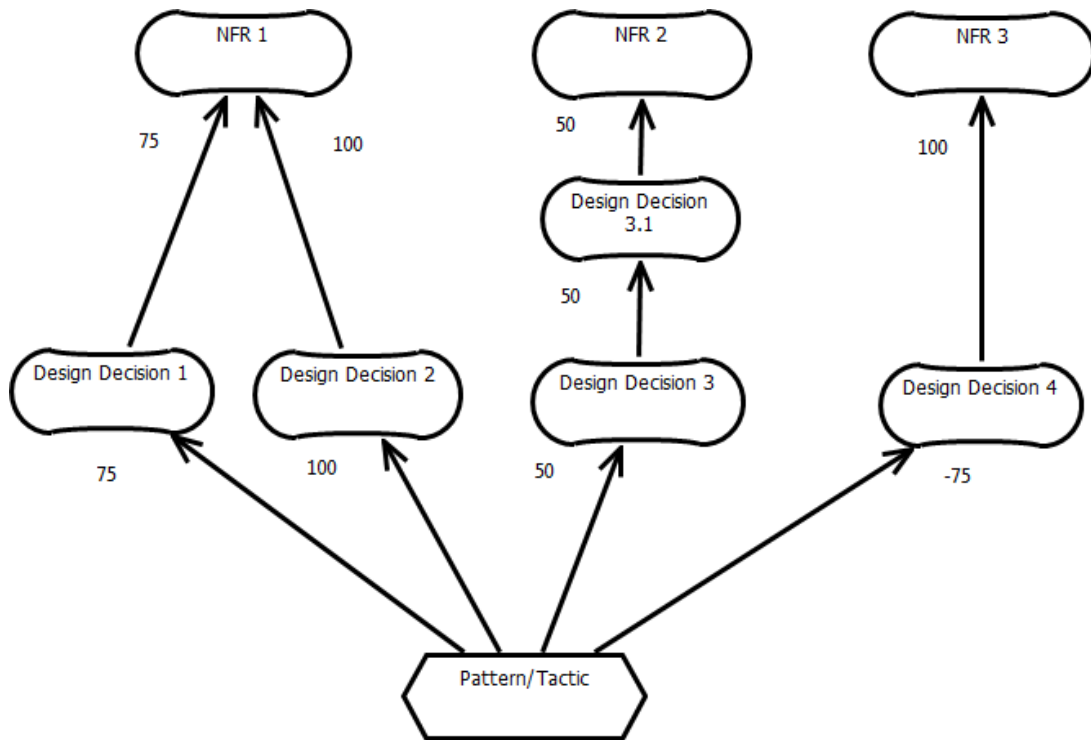 NFR 1
NFR 2
NFR 3
75
100
50
100
Design Decision
3.1
50
Design Decision 1
Design Decision 2
Design Decision 3
Design Decision 4
75
100
50
-75
Pattern/Tactic